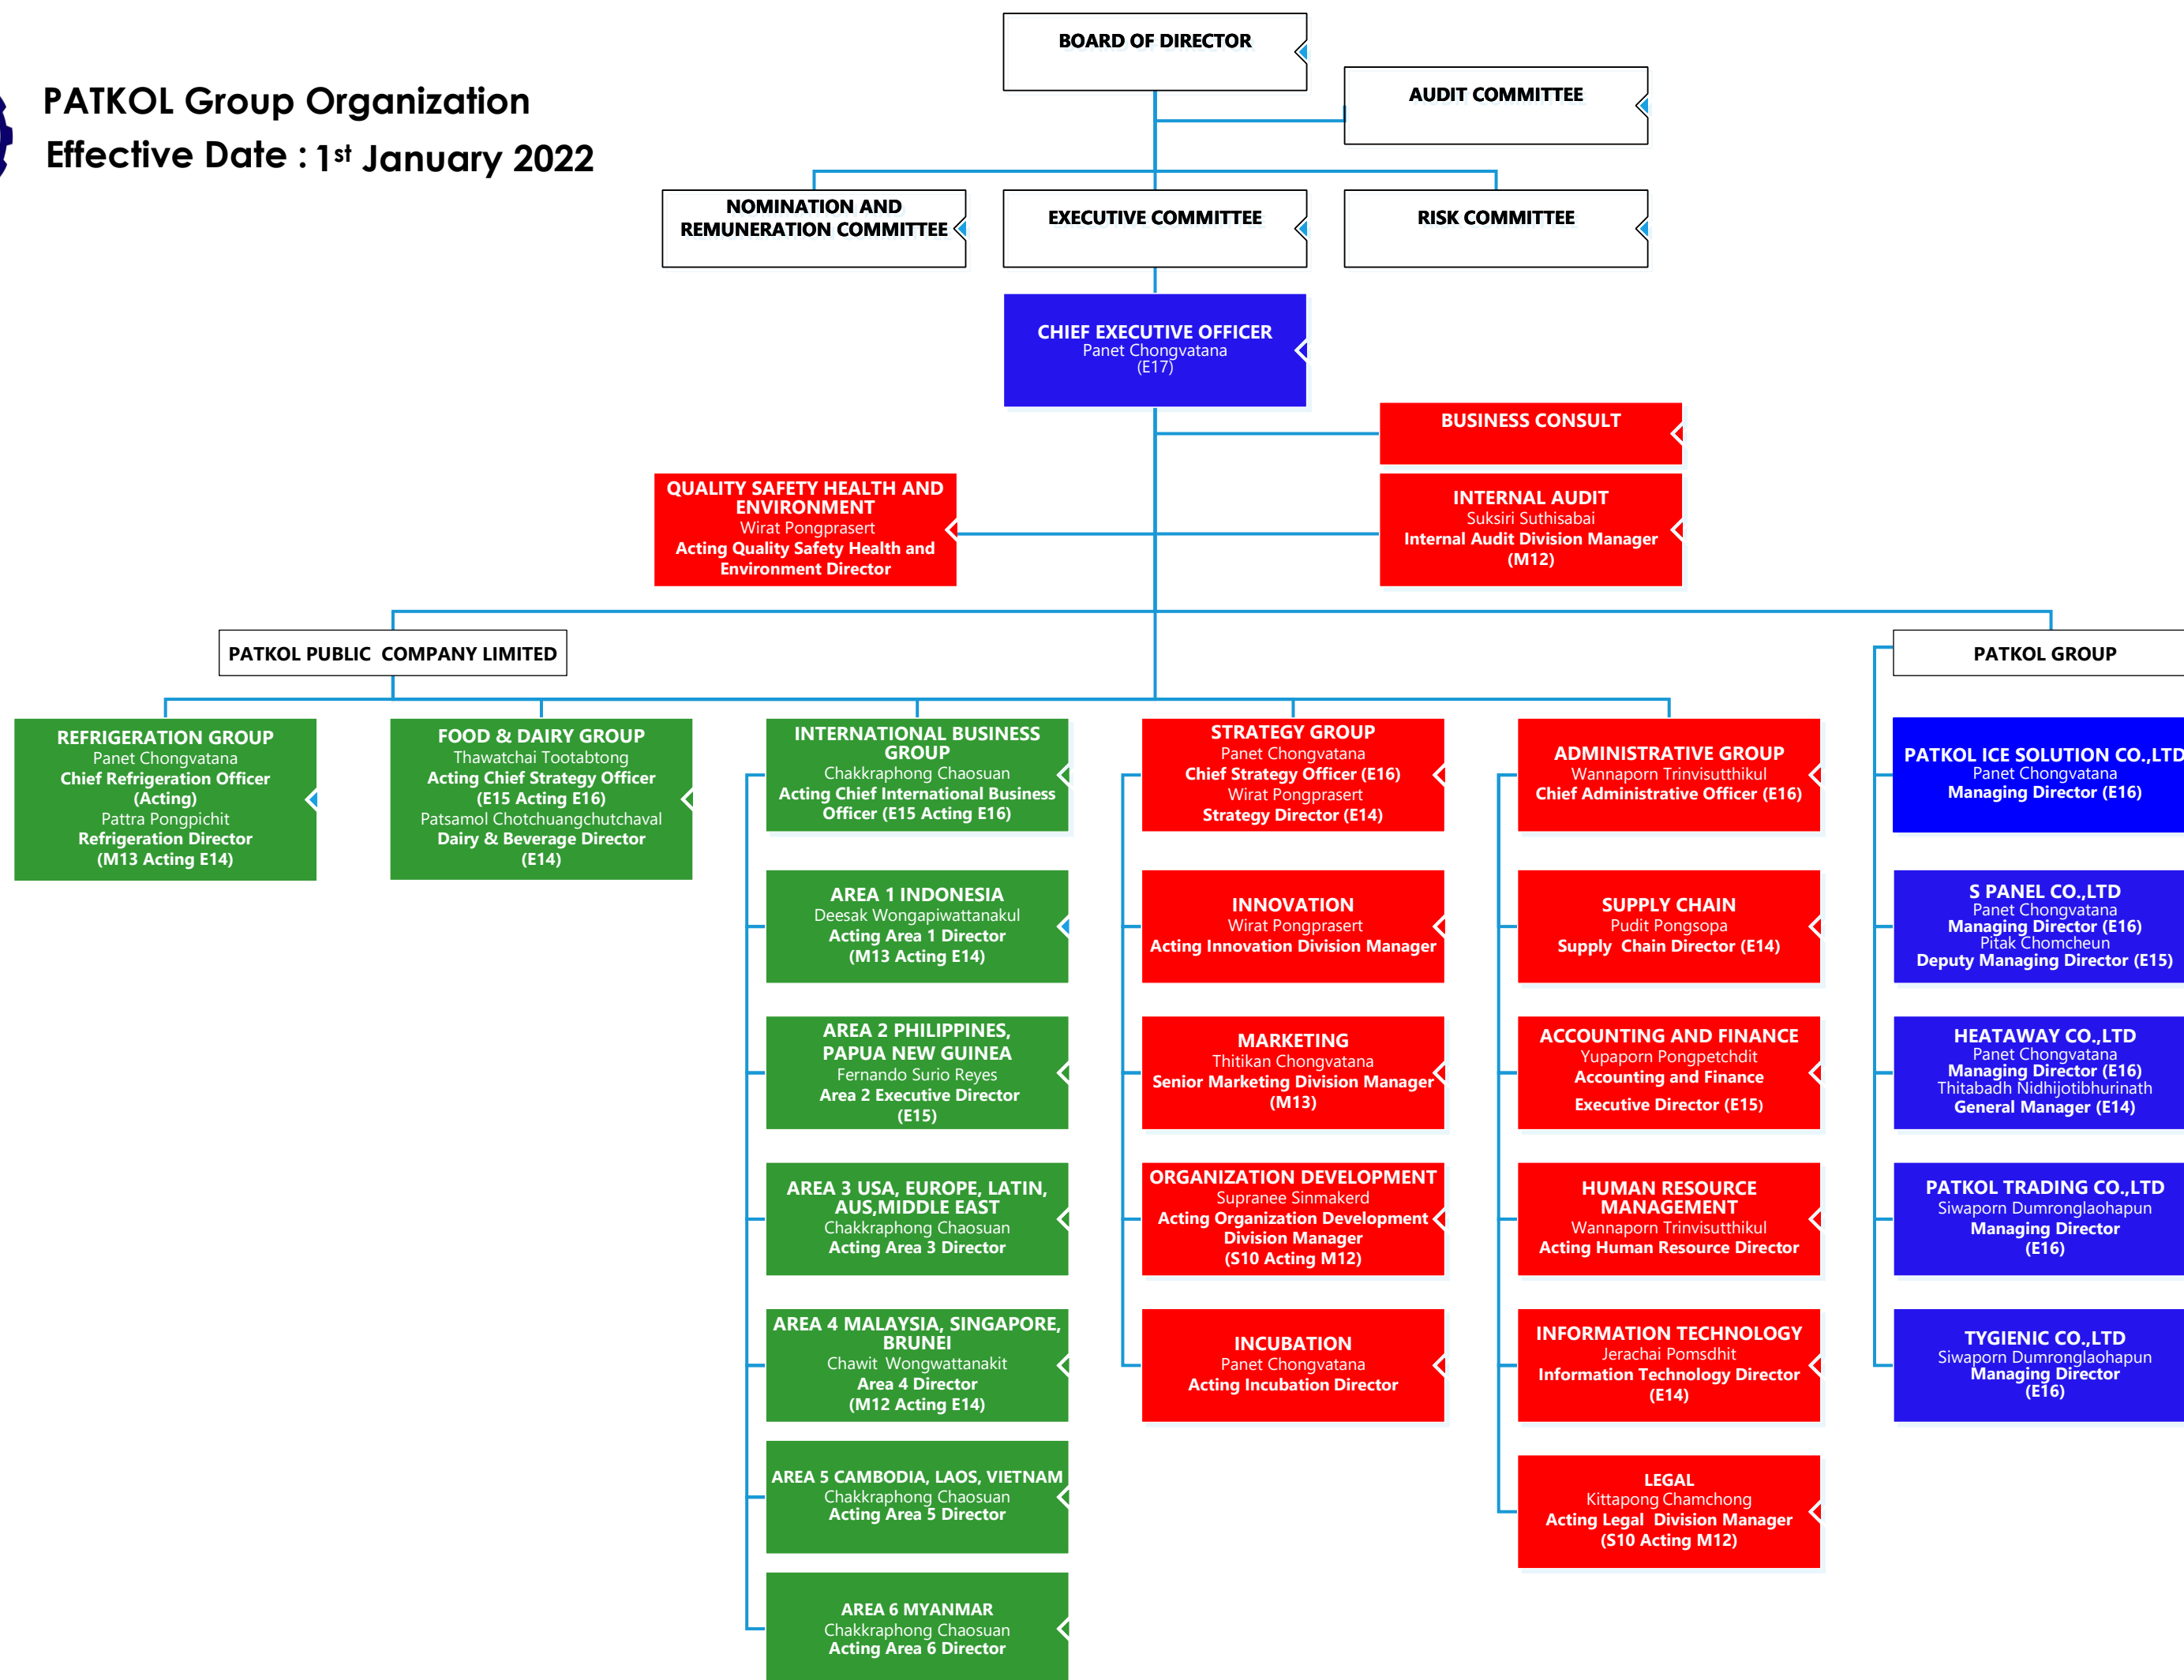 PATKOL Group Organization
Effective Date : 1st January 2022
BOARD OF DIRECTOR
AUDIT COMMITTEE
NOMINATION AND
REMUNERATION COMMITTEE
EXECUTIVE COMMITTEE
RISK COMMITTEE
CHIEF EXECUTIVE OFFICER
Panet Chongvatana
(E17)
BUSINESS CONSULT
QUALITY SAFETY HEALTH AND
ENVIRONMENT
Wirat Pongprasert
Acting Quality Safety Health and
Environment Director
INTERNAL AUDIT
Suksiri Suthisabai
Internal Audit Division Manager
(M12)
PATKOL PUBLIC  COMPANY LIMITED
PATKOL GROUP
REFRIGERATION GROUP
Panet Chongvatana
Chief Refrigeration Officer
(Acting)
Pattra Pongpichit
Refrigeration Director
(M13 Acting E14)
FOOD & DAIRY GROUP
Thawatchai Tootabtong
Acting Chief Strategy Officer
(E15 Acting E16)
Patsamol Chotchuangchutchaval
Dairy & Beverage Director
(E14)
INTERNATIONAL BUSINESS
GROUP
Chakkraphong Chaosuan
Acting Chief International Business
Officer (E15 Acting E16)
AREA 1 INDONESIA
Deesak Wongapiwattanakul
Acting Area 1 Director
(M13 Acting E14)
AREA 2 PHILIPPINES,
PAPUA NEW GUINEA
Fernando Surio Reyes
Area 2 Executive Director
(E15)
AREA 3 USA, EUROPE, LATIN,
AUS,MIDDLE EAST
Chakkraphong Chaosuan
Acting Area 3 Director
AREA 4 MALAYSIA, SINGAPORE,
BRUNEI
Chawit  Wongwattanakit
Area 4 Director
(M12 Acting E14)
AREA 5 CAMBODIA, LAOS, VIETNAM
Chakkraphong Chaosuan
Acting Area 5 Director
AREA 6 MYANMAR
Chakkraphong Chaosuan
Acting Area 6 Director
STRATEGY GROUP
Panet Chongvatana
Chief Strategy Officer (E16)
Wirat Pongprasert
Strategy Director (E14)
INNOVATION
Wirat Pongprasert
Acting Innovation Division Manager
MARKETING
Thitikan Chongvatana
Senior Marketing Division Manager
(M13)
ORGANIZATION DEVELOPMENT
Supranee Sinmakerd
Acting Organization Development
Division Manager
(S10 Acting M12)
INCUBATION
Panet Chongvatana
Acting Incubation Director
ADMINISTRATIVE GROUP
Wannaporn Trinvisutthikul
Chief Administrative Officer (E16)
SUPPLY CHAIN
Pudit Pongsopa
Supply  Chain Director (E14)
ACCOUNTING AND FINANCE
Yupaporn Pongpetchdit
Accounting and Finance
Executive Director (E15)
HUMAN RESOURCE
MANAGEMENT
Wannaporn Trinvisutthikul
Acting Human Resource Director
INFORMATION TECHNOLOGY
Jerachai Pomsdhit
Information Technology Director
(E14)
LEGAL
Kittapong Chamchong
Acting Legal  Division Manager
(S10 Acting M12)
PATKOL ICE SOLUTION CO.,LTD
Panet Chongvatana
Managing Director (E16)
S PANEL CO.,LTD
Panet Chongvatana
Managing Director (E16)
Pitak Chomcheun
Deputy Managing Director (E15)
HEATAWAY CO.,LTD
Panet Chongvatana
Managing Director (E16)
Thitabadh Nidhijotibhurinath
General Manager (E14)
PATKOL TRADING CO.,LTD
Siwaporn Dumronglaohapun
Managing Director
(E16)
TYGIENIC CO.,LTD
Siwaporn Dumronglaohapun
Managing Director
(E16)